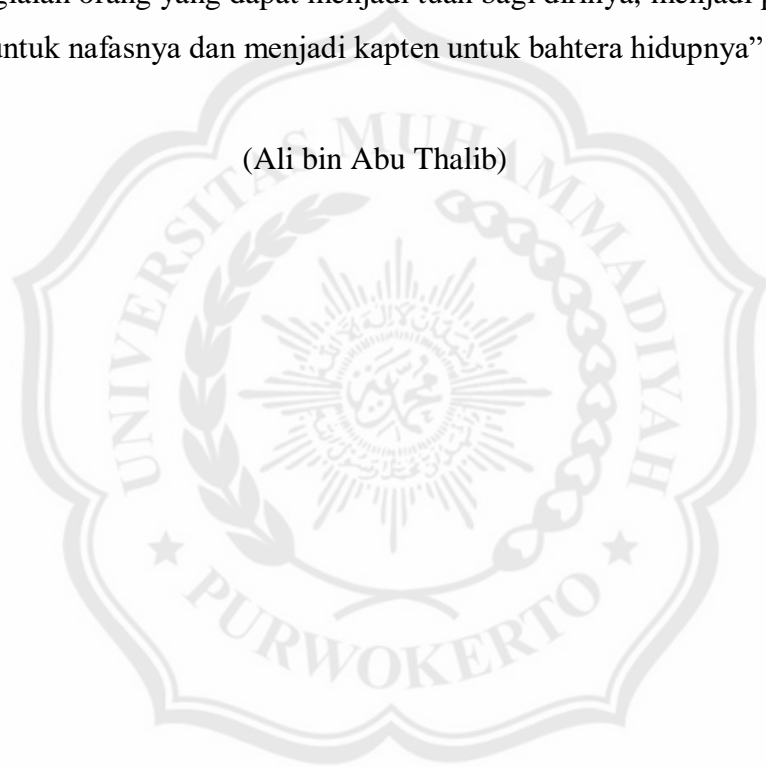 orang yang dapat menjadi tuan bagi dirinya, menjadi
untuk nafasnya dan menjadi kapten untuk bahtera hidupnya”
(Ali bin Abu Thalib)
UNIVERSITAS MUHAMMADIYAH
PURWOKERTO